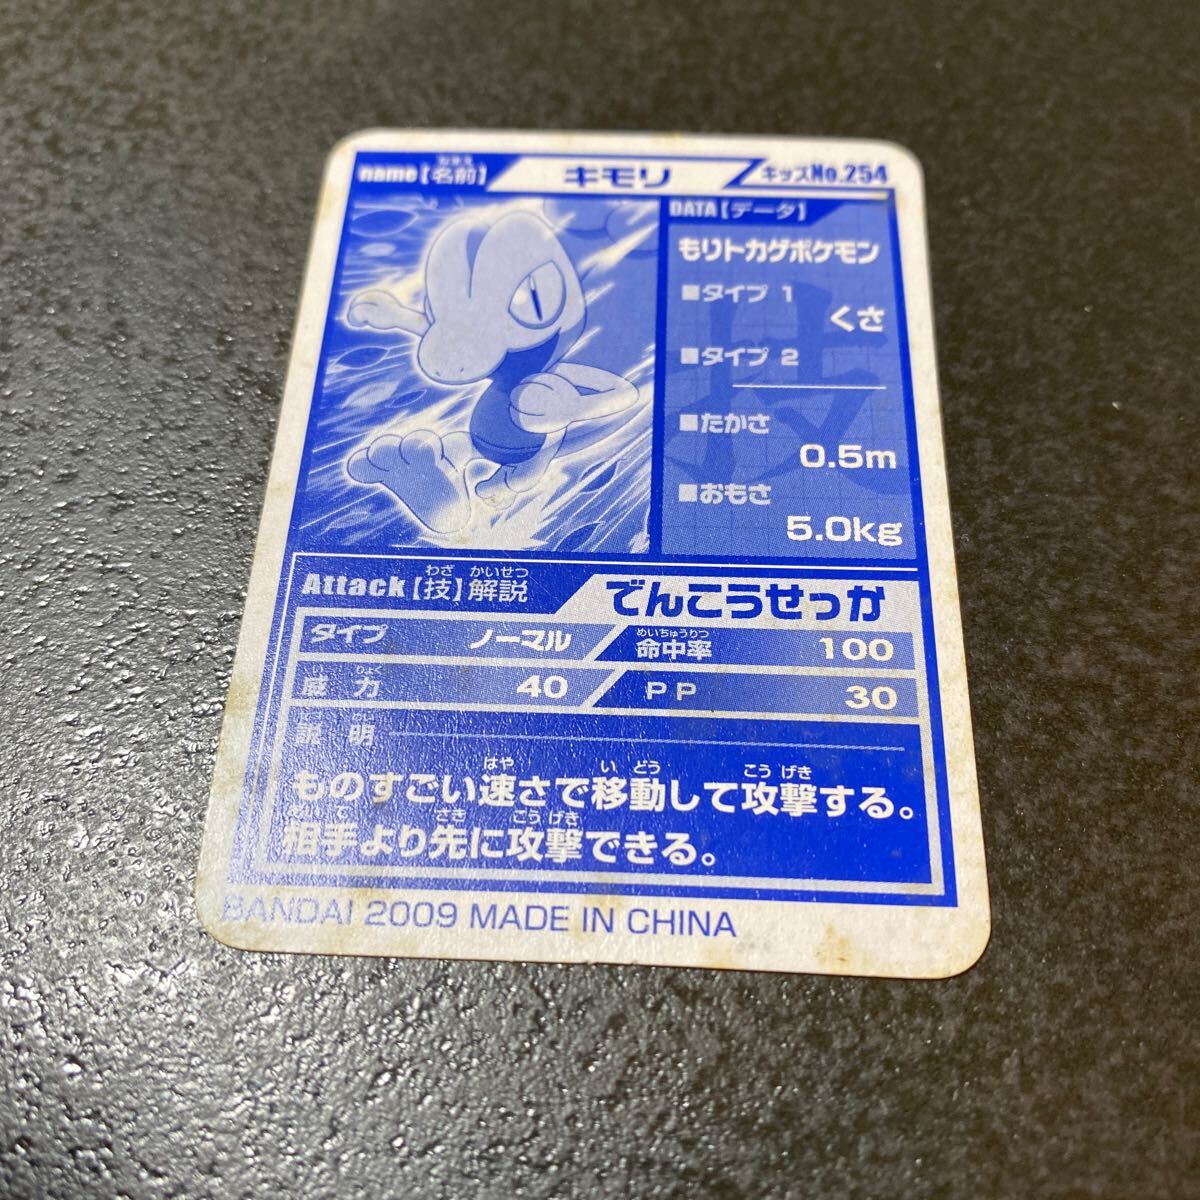 name【名前】 キモリ キッズNo.254
DATA【データ】
もりトカゲポケモン
■タイプ 1
くさ
■タイプ 2
■たかさ
0.5m
■おもさ
5.0kg
Attack【技】解説 でんこうせっか
タイプ ノーマル 命中率 100
威力 40 PP 30
説明
ものすごい速さで移動して攻撃する。
相手より先に攻撃できる。
BANDAI 2009 MADE IN CHINA